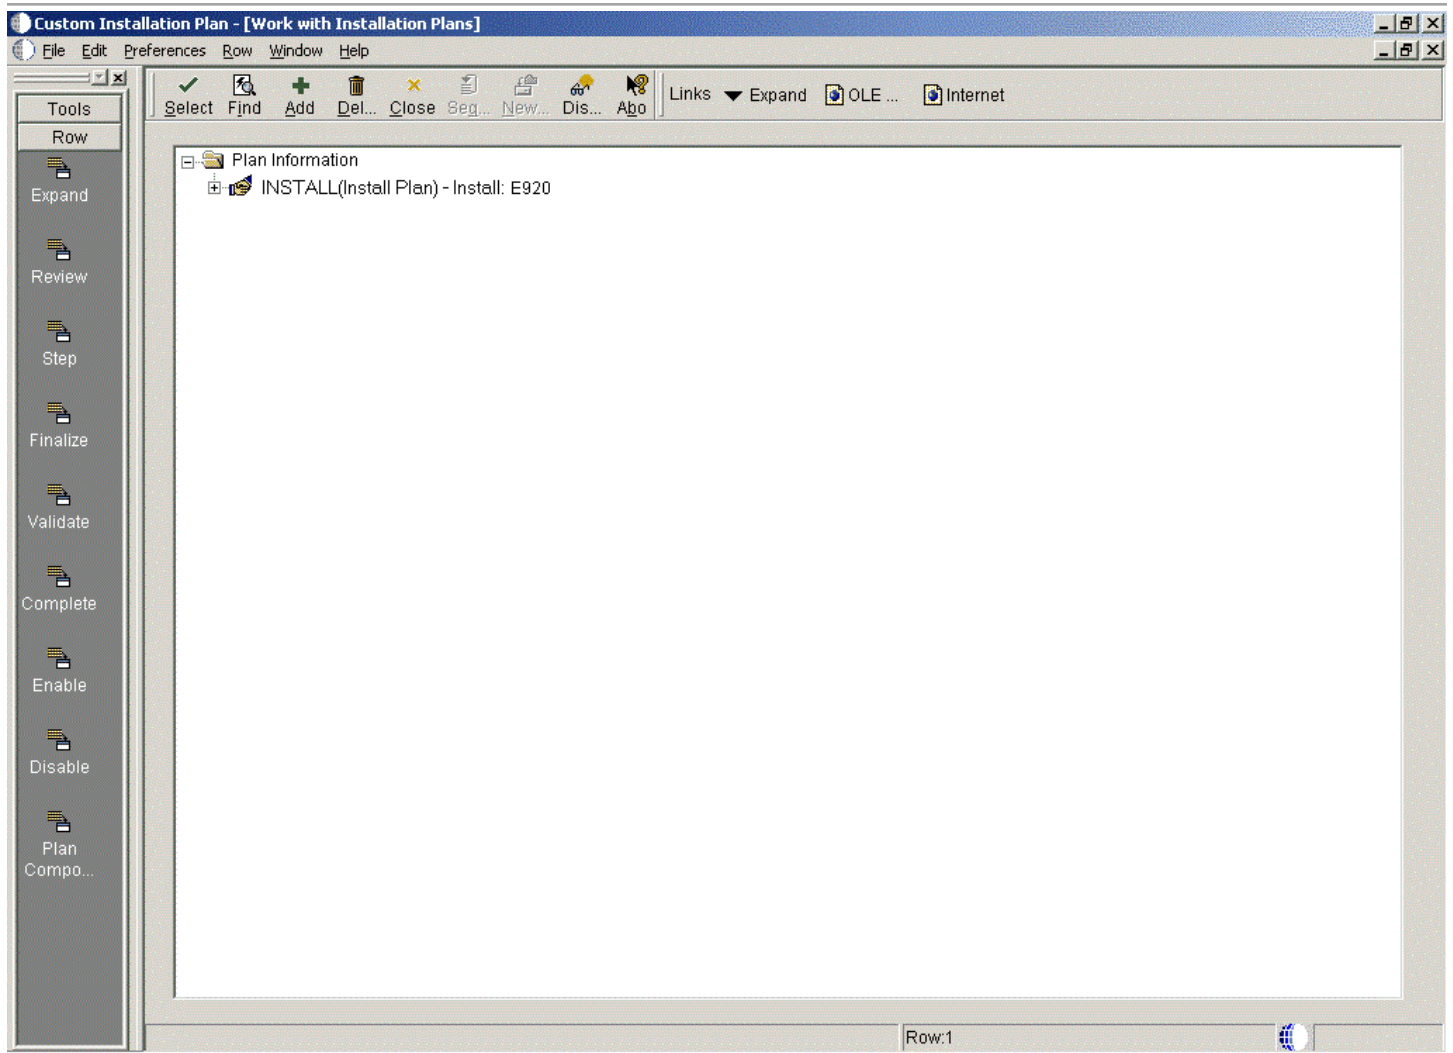 Custom Installation Plan - [Work with Installation Plans]
File Edit Preferences Row Window Help
Select Find Add Del... Close Seq... New... Dis... Abo Links Expand OLE ... Internet
Tools
Row
Expand
Review
Step
Finalize
Validate
Complete
Enable
Disable
Plan
Compo...
Plan Information
INSTALL(Install Plan) - Install: E920
Row:1